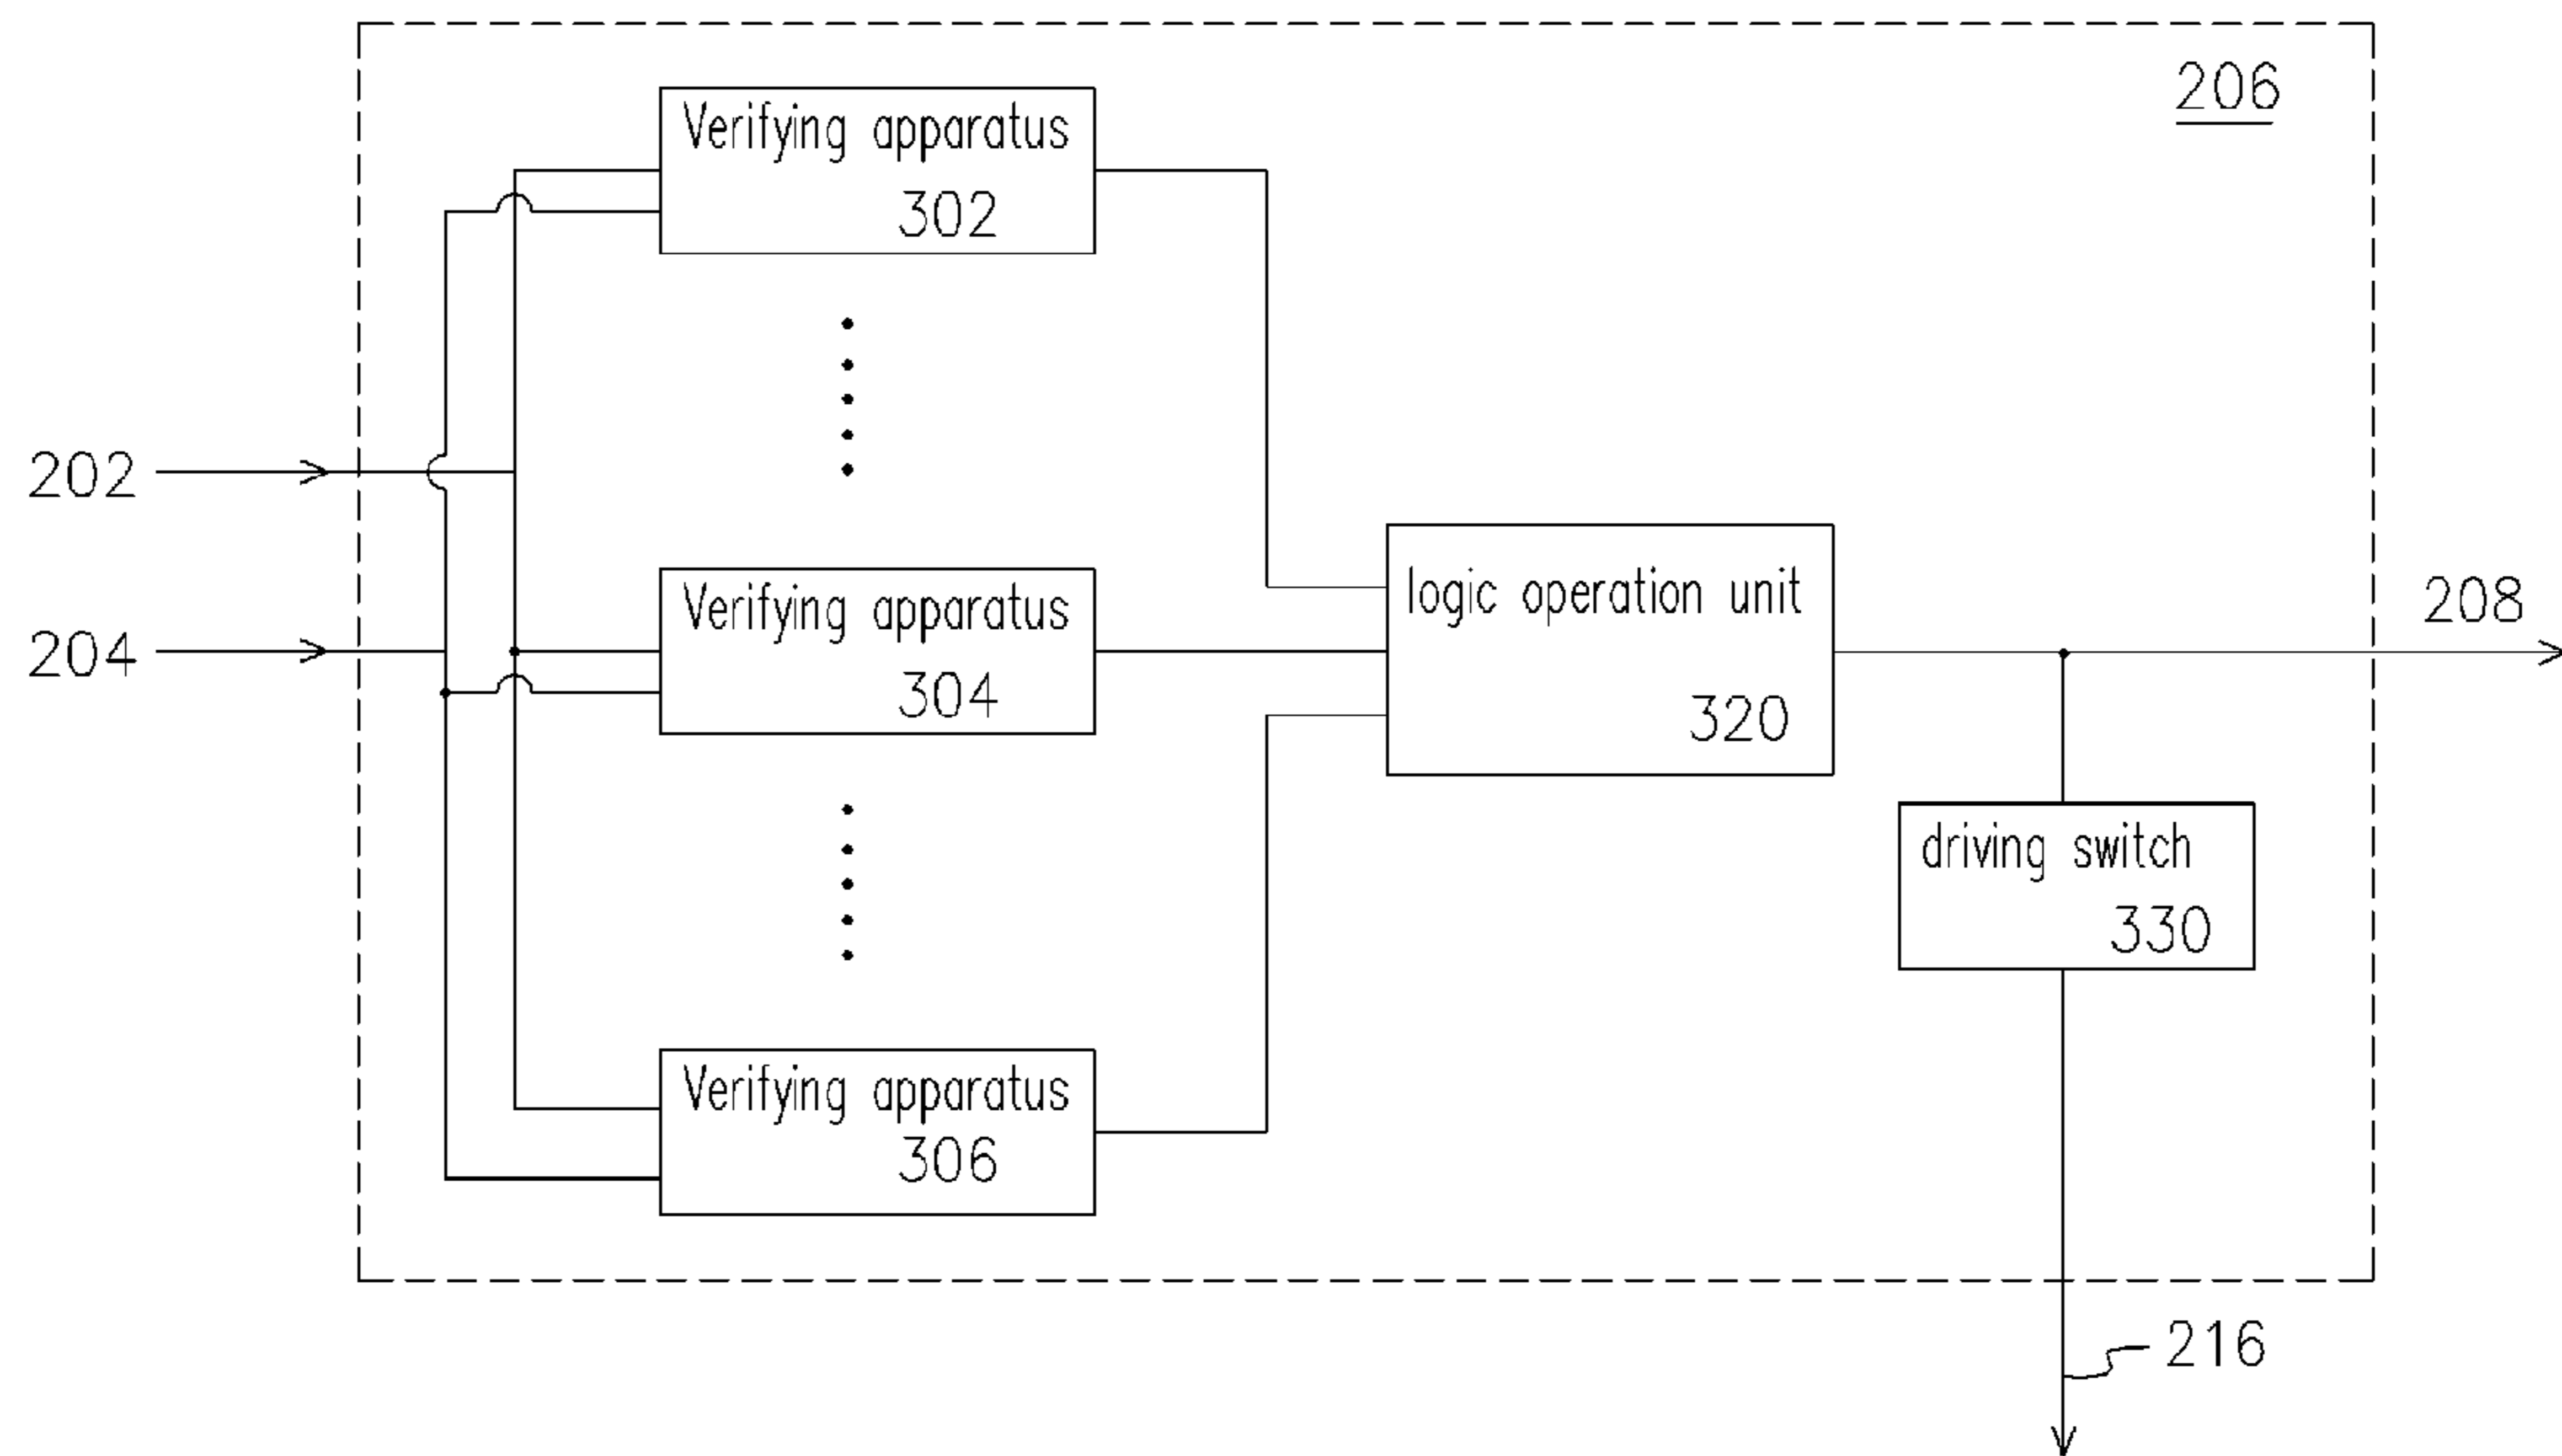 206
Verifying apparatus
302
202
204
Verifying apparatus
304
logic operation unit
320
208
driving switch
330
Verifying apparatus
306
216